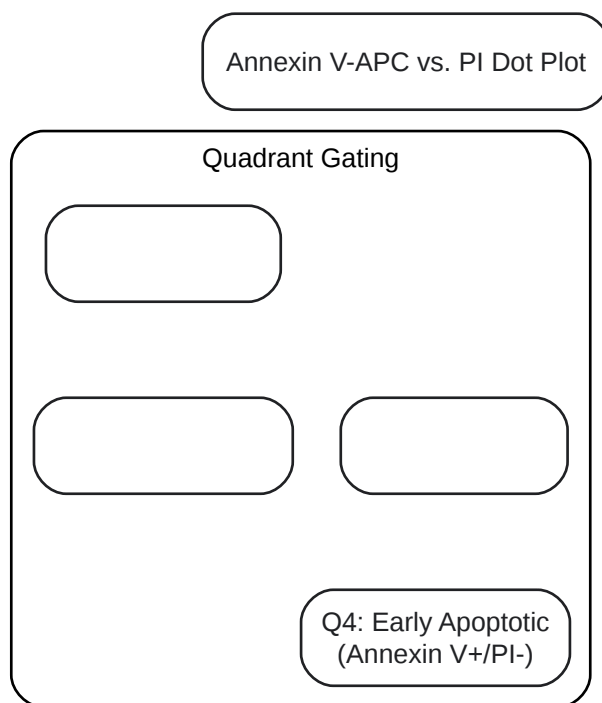 Annexin V-APC vs. PI Dot Plot
Quadrant Gating
Q4: Early Apoptotic
(Annexin V+/PI-)